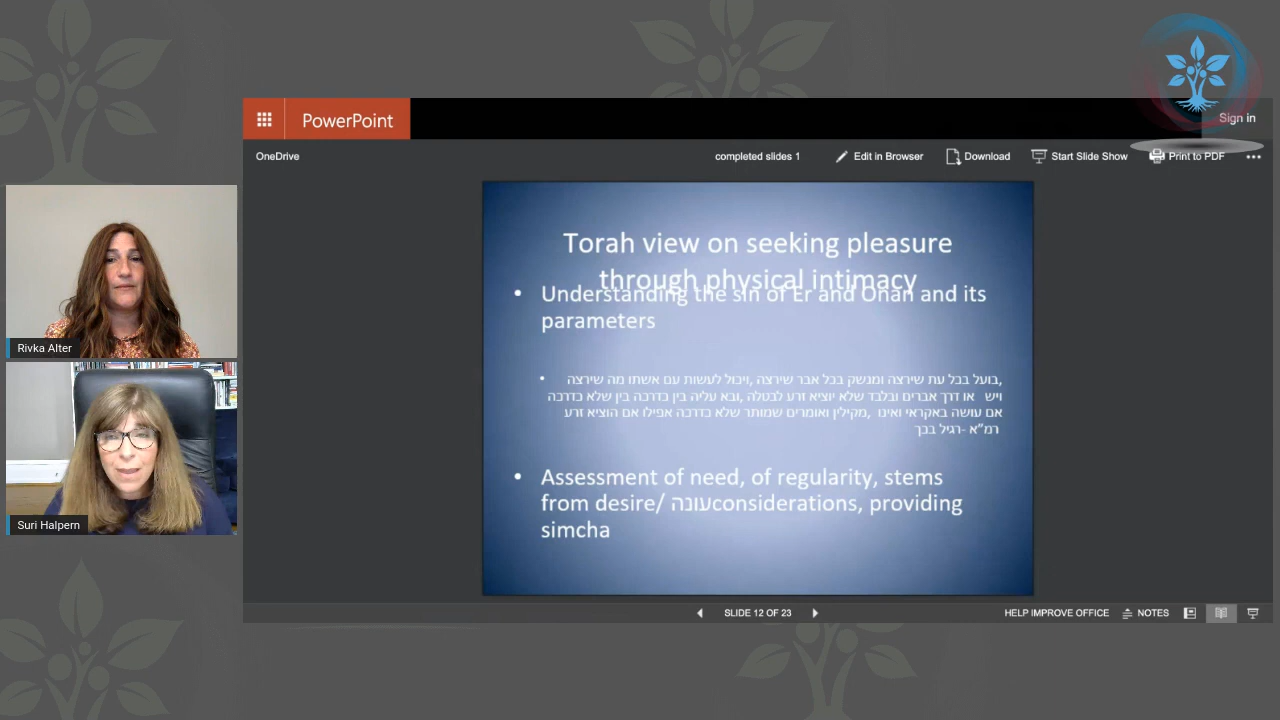 PowerPoint
Sign in
OneDrive
completed slides 1
Edit in Browser
Download
Start Slide Show
Print to PDF
Torah view on seeking pleasure
through physical intimacy
• Understanding the sin of Er and Onan and its
parameters
• בועל בכל עת שירצה ומנשק בכל אבר שירצה ,ויכול לעשות עם אשתו מה שירצה,
ויש או דרך אברים ובלבד שלא יוציא זרע לבטלה ,ובא עליה בין בדרכה בין שלא כדרכה
אם עושה באקראי ואינו ,מקילין ואומרים שמותר שלא כדרכה אפילו אם הוציא זרע
רמ"א -רגיל בכך
• Assessment of need, of regularity, stems
from desire/ עונהconsiderations, providing
simcha
Rivka Alter
Suri Halpern
SLIDE 12 OF 23
HELP IMPROVE OFFICE
NOTES